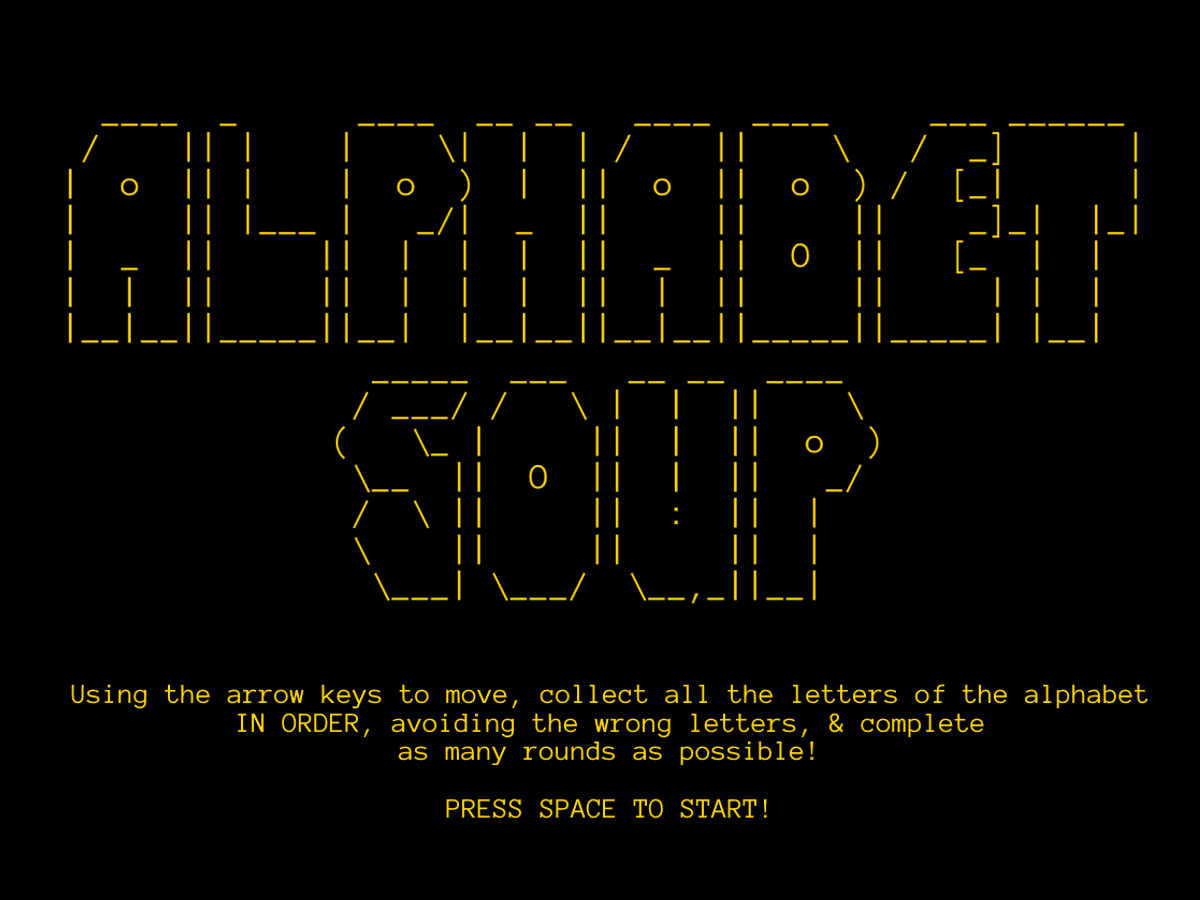 ALPHABET
SOUP
Using the arrow keys to move, collect all the letters of the alphabet
IN ORDER, avoiding the wrong letters, & complete
as many rounds as possible!
PRESS SPACE TO START!